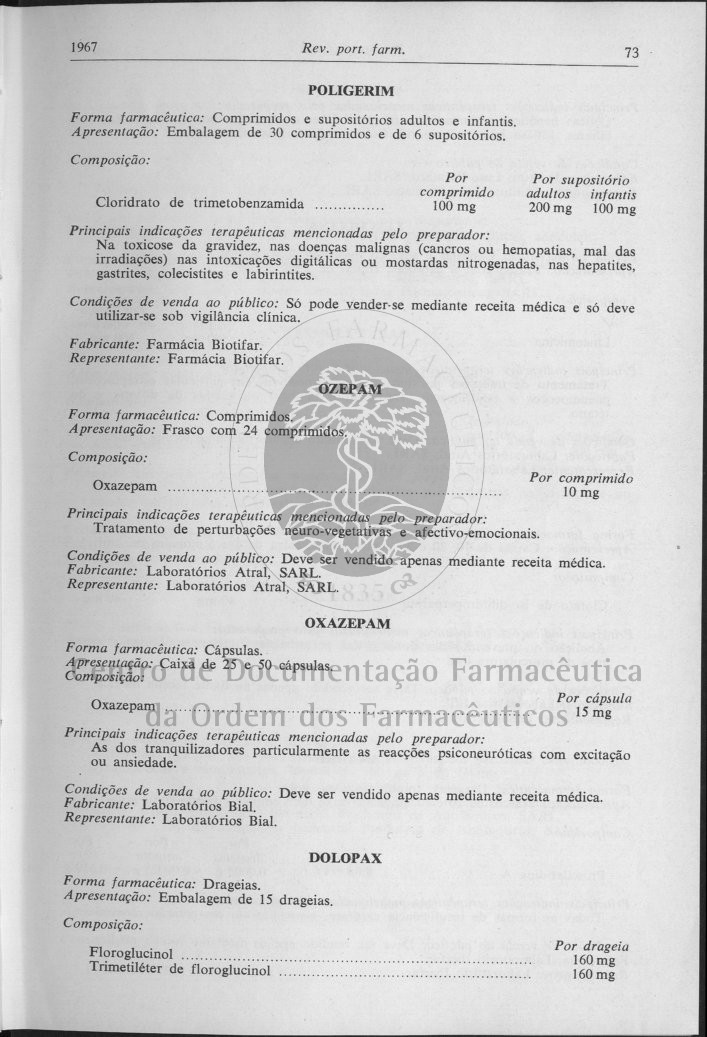 1967 Rev. port. farm. 73
POLIGERIM
Forma farmacêutica: Comprimidos e supositórios adultos e infantis.
Apresentação: Embalagem de 30 comprimidos e de 6 supositórios.
Composição:
Por Por supositório
comprimido adultos infantis
Cloridrato de trimetobenzamida ............... 100 mg 200 mg 100 mg
Principais indicações terapêuticas mencionadas pelo preparador:
Na toxicose da gravidez, nas doenças malignas (cancros ou hemopatias, mal das
irradiações) nas intoxicações digitálicas ou mostardas nitrogenadas, nas hepatites,
gastrites, colecistites e labirintites.
Condições de venda ao público: Só pode vender-se mediante receita médica e só deve
utilizar-se sob vigilância clínica.
Fabricante: Farmácia Biotifar.
Representante: Farmácia Biotifar.
OZEPAM
Forma farmacêutica: Comprimidos.
Apresentação: Frasco com 24 comprimidos.
Composição:
Por comprimido
Oxazepam ............................................................ 10 mg
Principais indicações terapêuticas mencionadas pelo preparador:
Tratamento de perturbações neuro-vegetativas e afectivo-emocionais.
Condições de venda ao público: Deve ser vendido apenas mediante receita médica.
Fabricante: Laboratórios Atral, SARL.
Representante: Laboratórios Atral, SARL.
1835
OXAZEPAM
Forma farmacêutica: Cápsulas.
Apresentação: Caixa de 25 e 50 cápsulas.
Composição:
Centro de Documentação Farmacêutica
da Ordem dos Farmacêuticos
Por cápsula
Oxazepam ............................................................ 15 mg
Principais indicações terapêuticas mencionadas pelo preparador:
As dos tranquilizadores particularmente as reacções psiconeuróticas com excitação
ou ansiedade.
Condições de venda ao público: Deve ser vendido apenas mediante receita médica.
Fabricante: Laboratórios Bial.
Representante: Laboratórios Bial.
DOLOPAX
Forma farmacêutica: Drageias.
Apresentação: Embalagem de 15 drageias.
Composição:
Por drageia
Floroglucinol ............................................................ 160 mg
Trimetiléter de floroglucinol ............................................ 160 mg